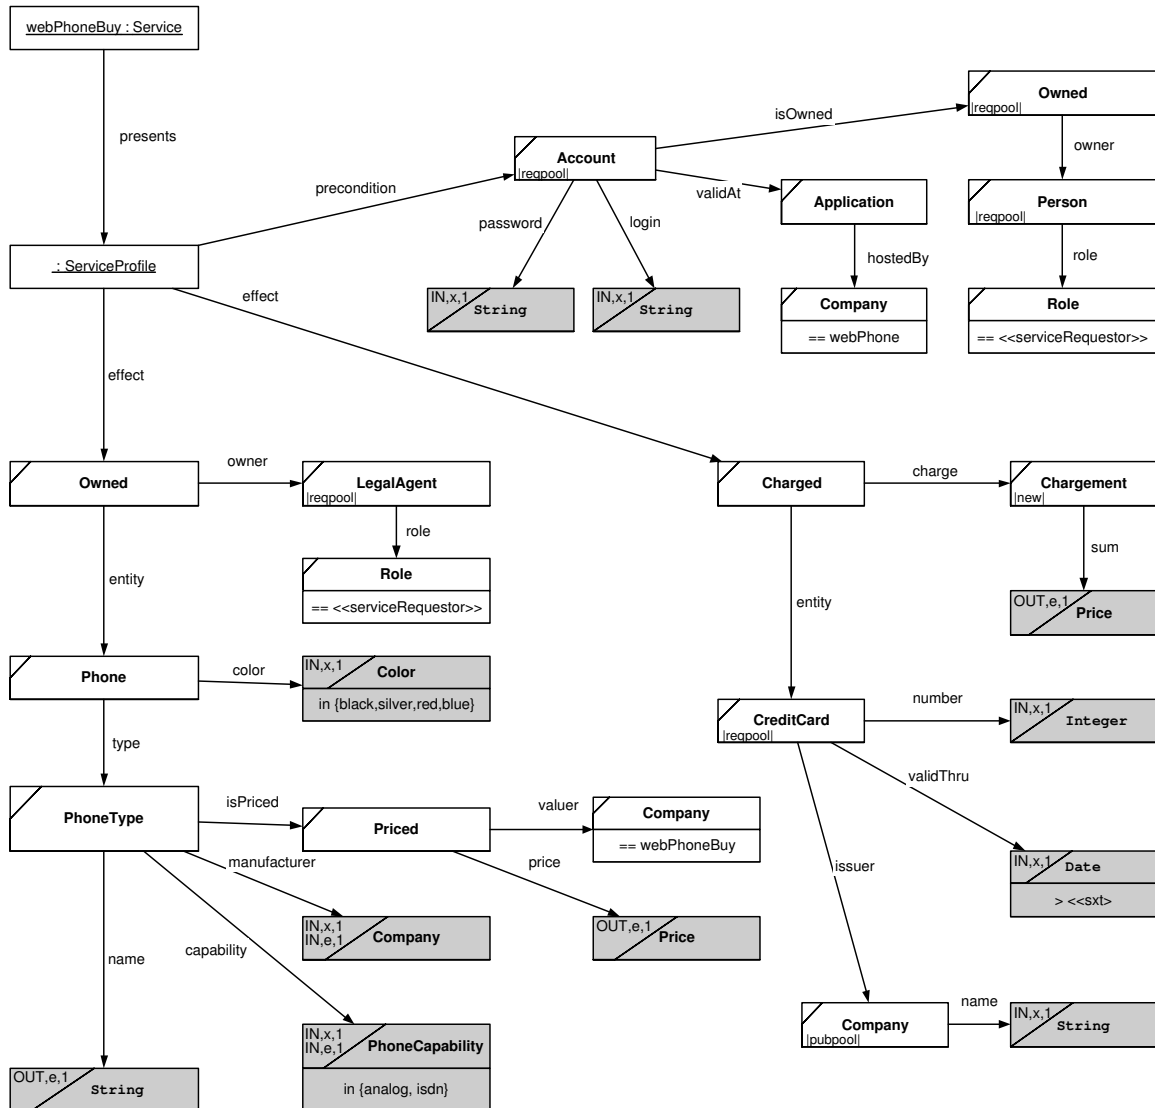 webPhoneBuy : Service
presents
Owned
|reqpool|
isOwned
owner
Account
|reqpool|
precondition
validAt
Application
Person
|reqpool|
password
login
hostedBy
role
: ServiceProfile
effect
IN,x,1
String
IN,x,1
String
Company
== webPhone
Role
== <<serviceRequestor>>
effect
Owned
owner
LegalAgent
|reqpool|
Charged
charge
Chargement
|new|
role
sum
entity
Role
== <<serviceRequestor>>
entity
OUT,e,1
Price
Phone
color
IN,x,1
Color
in {black,silver,red,blue}
CreditCard
|reqpool|
number
IN,x,1
Integer
type
validThru
PhoneType
isPriced
Priced
valuer
Company
== webPhoneBuy
manufacturer
price
issuer
IN,x,1
Date
> <<sxt>
IN,x,1
IN,e,1
Company
OUT,e,1
Price
capability
name
Company
|pubpool|
name
IN,x,1
String
IN,x,1
IN,e,1
PhoneCapability
in {analog, isdn}
OUT,e,1
String